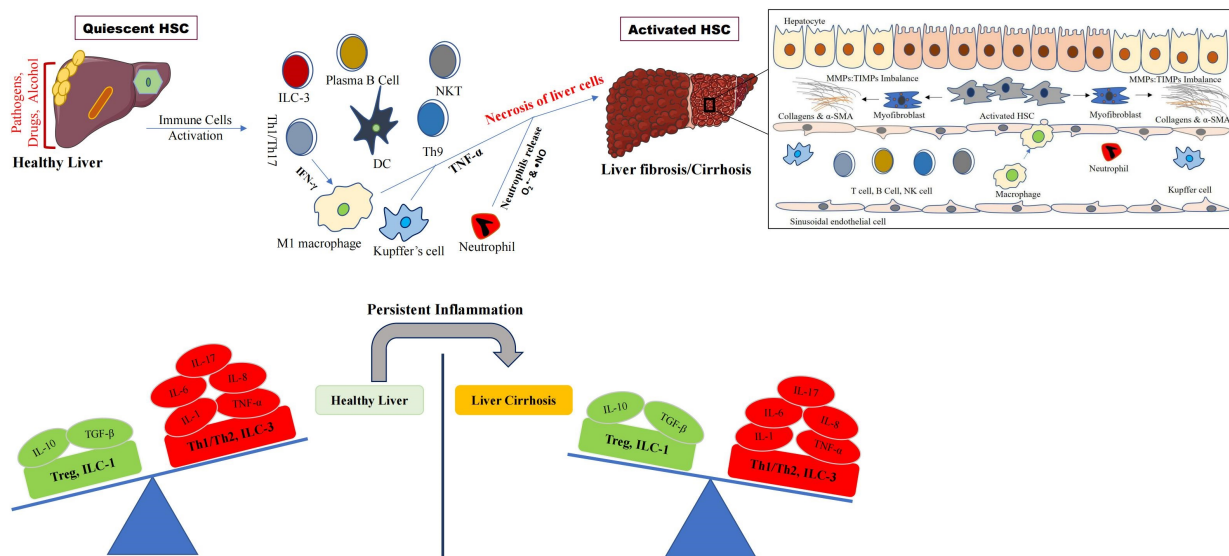 Quiescent HSC
Pathogens,
Drugs, Alcohol
Healthy Liver
Immune Cells
Activation
ILC-3
Plasma B Cell
NKT
Th1/Th17
DC
Th9
IFN-γ
TNF-α
M1 macrophage
Kupffer's cell
Neutrophil
Necrosis of liver cells
Neutrophils release
O₂•⁻ & •NO
Activated HSC
Liver fibrosis/Cirrhosis
Hepatocyte
MMPs:TIMPs Imbalance
MMPs:TIMPs Imbalance
Collagens & α-SMA
Myofibroblast
Activated HSC
Myofibroblast
Collagens & α-SMA
T cell, B Cell, NK cell
Macrophage
Neutrophil
Kupffer cell
Sinusoidal endothelial cell
Persistent Inflammation
Healthy Liver
Liver Cirrhosis
IL-17
IL-6
IL-8
IL-1
TNF-α
Th1/Th2, ILC-3
IL-10
TGF-β
Treg, ILC-1
IL-10
TGF-β
Treg, ILC-1
IL-17
IL-6
IL-8
IL-1
TNF-α
Th1/Th2, ILC-3